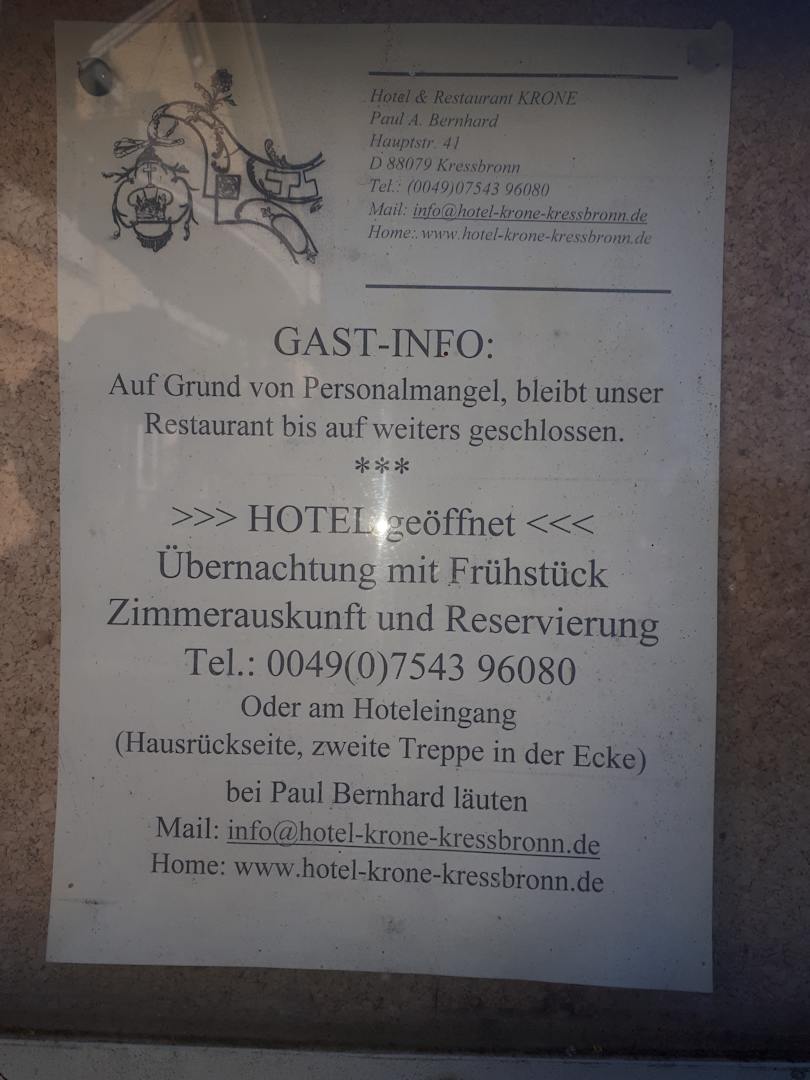 Hotel & Restaurant KRONE
Paul A. Bernhard
Hauptstr. 41
D 88079 Kressbronn
Tel.: (0049)07543 96080
Mail: info@hotel-krone-kressbronn.de
Home: www.hotel-krone-kressbronn.de
GAST-INFO:
Auf Grund von Personalmangel, bleibt unser
Restaurant bis auf weiters geschlossen.
***
>>> HOTEL geöffnet <<<
Übernachtung mit Frühstück
Zimmerauskunft und Reservierung
Tel.: 0049(0)7543 96080
Oder am Hoteleingang
(Hausrückseite, zweite Treppe in der Ecke)
bei Paul Bernhard läuten
Mail: info@hotel-krone-kressbronn.de
Home: www.hotel-krone-kressbronn.de